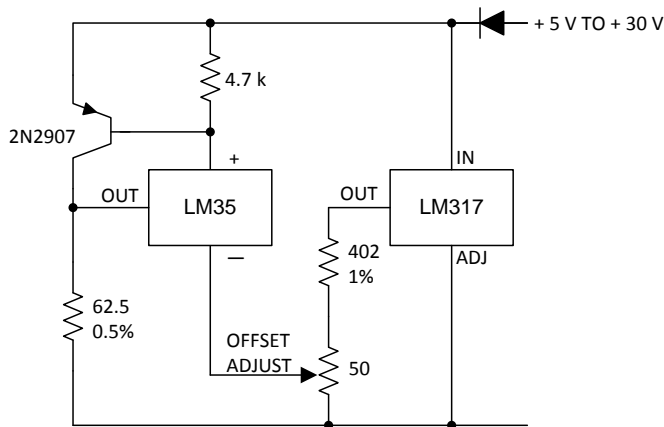 + 5 V TO + 30 V
4.7 k
2N2907
+
IN
OUT
LM35
OUT
LM317
—
ADJ
402
1%
62.5
0.5%
OFFSET
ADJUST
50